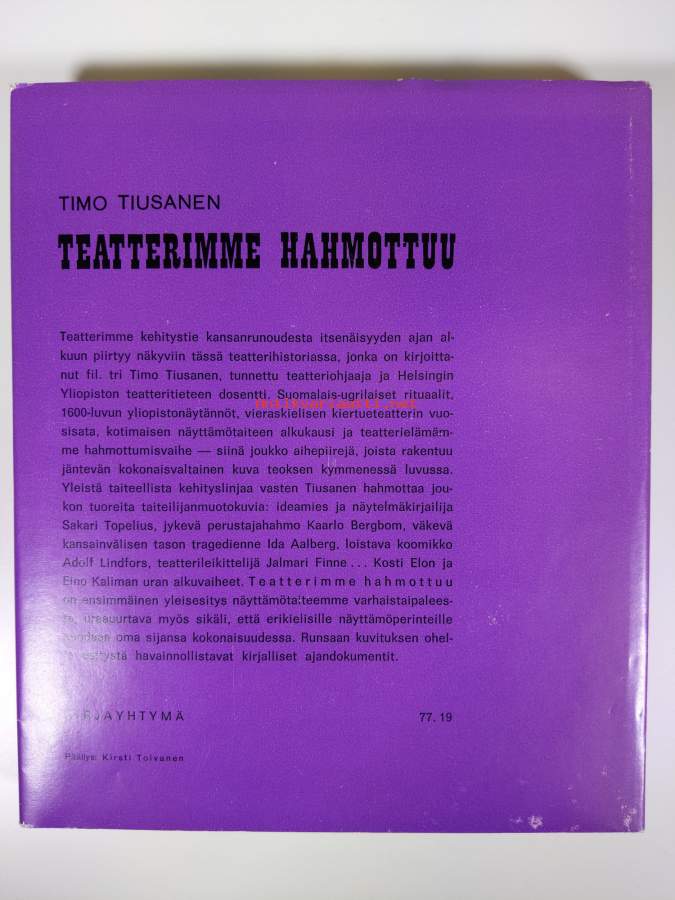 TIMO TIUSANEN
TEATTERIMME HAHMOTTUU
Teatterimme kehitystie kansanrunoudesta itsenäisyyden ajan al-
kuun piirtyy näkyviin tässä teatterihistoriassa, jonka on kirjoitta-
nut fil. tri Timo Tiusanen, tunnettu teatteriohjaaja ja Helsingin
Yliopiston teatteritieteen dosentti. Suomalais-ugrilaiset rituaalit,
1600-luvun yliopistonäytännöt, vieraskielisen kiertueteatterin vuo-
sisata, kotimaisen näyttämötaiteen alkukausi ja teatterielämäm-
me hahmottumisvaihe — siinä joukko aihepiirejä, joista rakentuu
jäntevän kokonaisvaltainen kuva teoksen kymmenessä luvussa.
Yleistä taiteellista kehityslinjaa vasten Tiusanen hahmottaa jou-
kon tuoreita taiteilijanmuotokuvia: ideamies ja näytelmäkirjailija
Sakari Topelius, jykevä perustajahahmo Kaarlo Bergbom, väkevä
kansainvälisen tason tragedienne Ida Aalberg, loistava koomikko
Adolf Lindfors, teatterileikittelijä Jalmari Finne... Kosti Elon ja
Eino Kaliman uran alkuvaiheet. Teatterimme hahmottuu
on ensimmäinen yleisesitys näyttämötaiteemme varhaistaipalees-
ta, uraauurtava myös sikäli, että erikielisille näyttämöperinteille
oma sijansa kokonaisuudessa. Runsaan kuvituksen ohel-
esitystä havainnollistavat kirjalliset ajandokumentit.
KIRJAYHTYMÄ 77.19
Päällys: Kirsti Toivanen